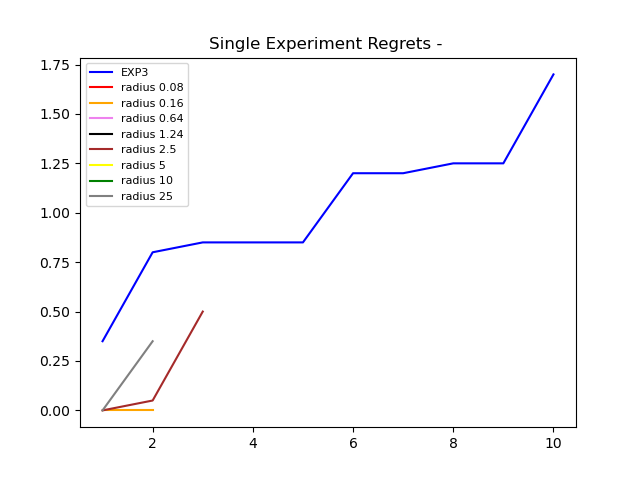 Single Experiment Regrets -
1.75
1.50
1.25
1.00
0.75
0.50
0.25
0.00
EXP3
radius 0.08
radius 0.16
radius 0.64
radius 1.24
radius 2.5
radius 5
radius 10
radius 25
2
4
6
8
10